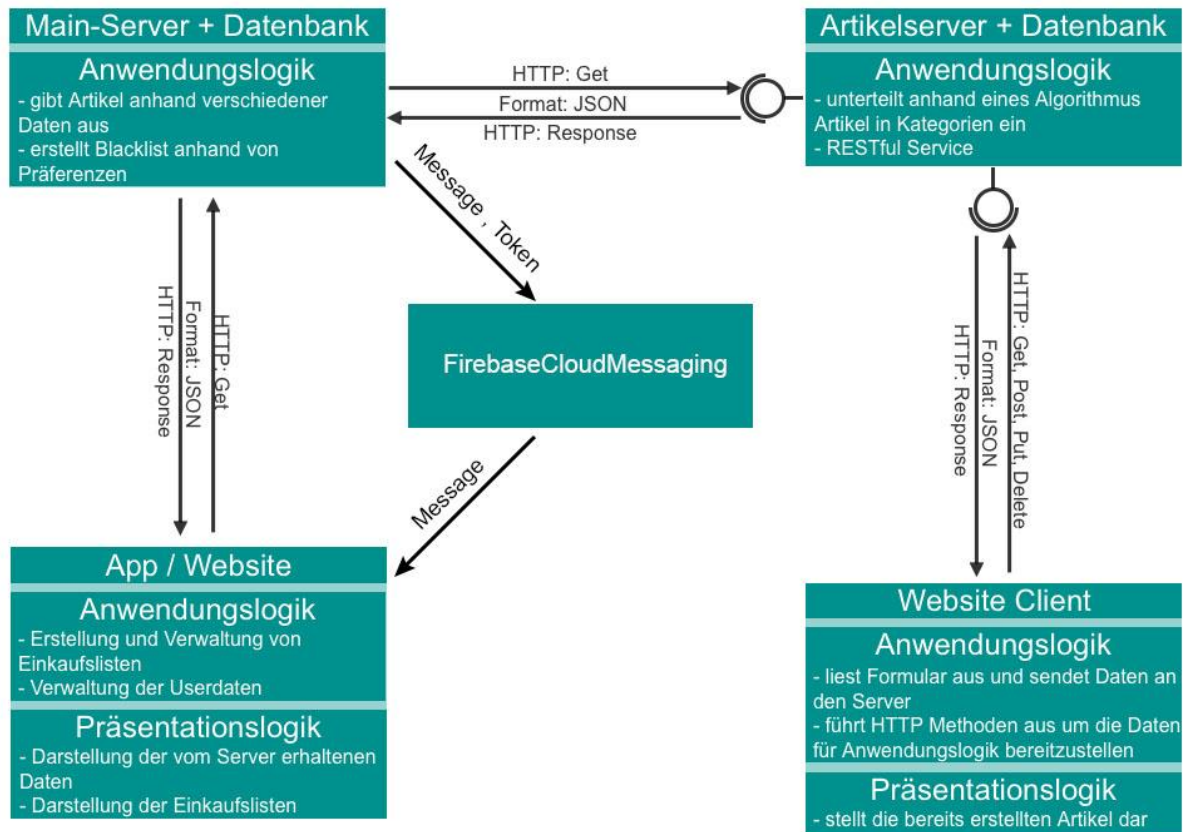 Main-Server + Datenbank
Anwendungslogik
- gibt Artikel anhand verschiedener
Daten aus
- erstellt Blacklist anhand von
Präferenzen
HTTP: Get
Format: JSON
HTTP: Response
Artikelserver + Datenbank
Anwendungslogik
- unterteilt anhand eines Algorithmus
Artikel in Kategorien ein
- RESTful Service
Message , Token
FirebaseCloudMessaging
Message
HTTP: Get
Format: JSON
HTTP: Response
HTTP: Get, Post, Put, Delete
Format: JSON
HTTP: Response
App / Website
Anwendungslogik
- Erstellung und Verwaltung von
Einkaufslisten
- Verwaltung der Userdaten
Präsentationslogik
- Darstellung der vom Server erhaltenen
Daten
- Darstellung der Einkaufslisten
Website Client
Anwendungslogik
- liest Formular aus und sendet Daten an
den Server
- führt HTTP Methoden aus um die Daten
für Anwendungslogik bereitzustellen
Präsentationslogik
- stellt die bereits erstellten Artikel dar